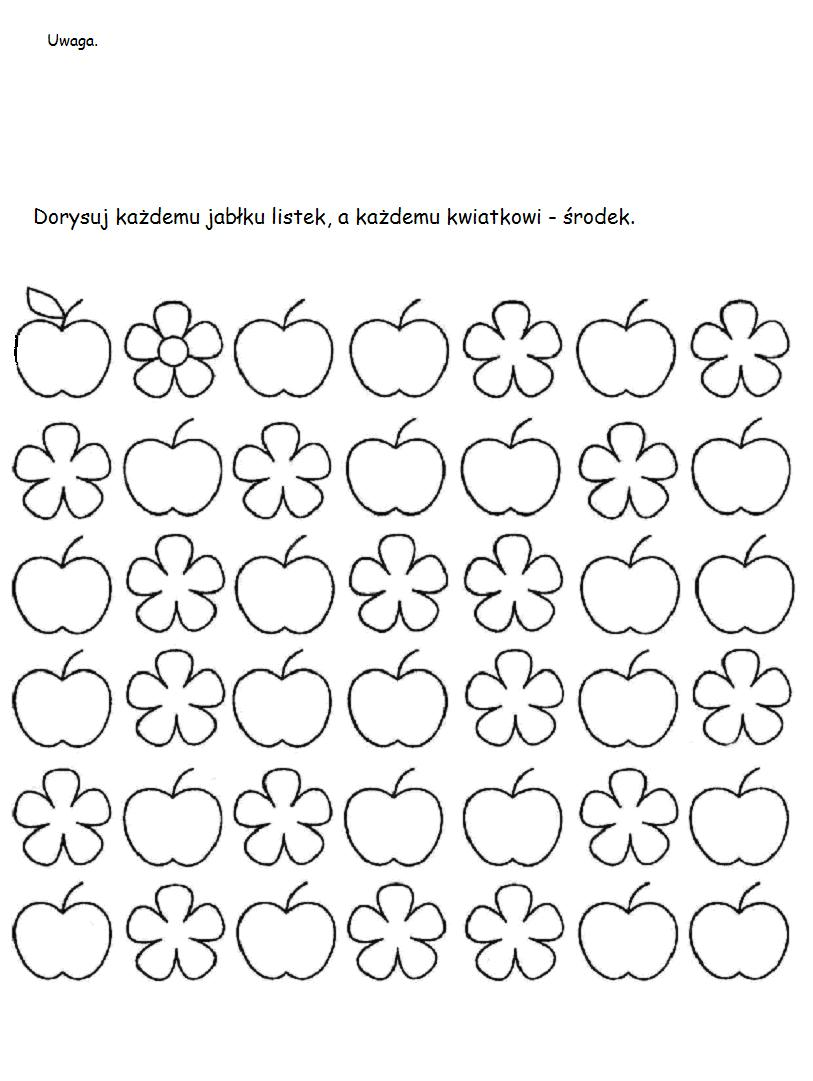 Uwaga.
Dorysuj każdemu jabłku listek, a każdemu kwiatkowi - środek.